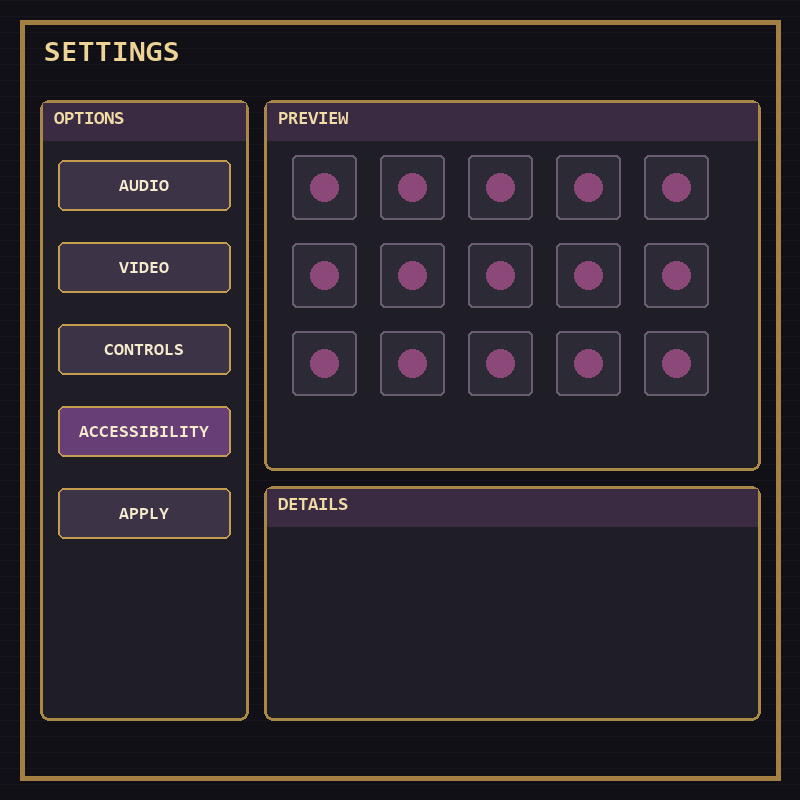 SETTINGS
OPTIONS
AUDIO
VIDEO
CONTROLS
ACCESSIBILITY
APPLY
PREVIEW
DETAILS